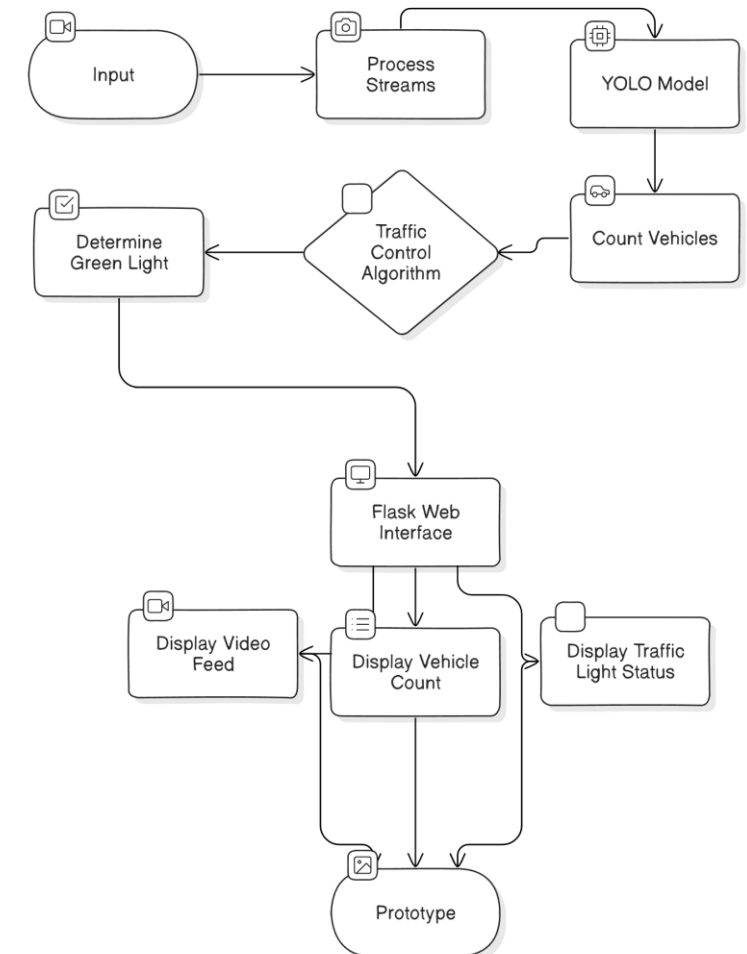 Input
Process
Streams
YOLO Model
Count Vehicles
Traffic
Control
Algorithm
Determine
Green Light
Flask Web
Interface
Display Video
Feed
Display Vehicle
Count
Display Traffic
Light Status
Prototype